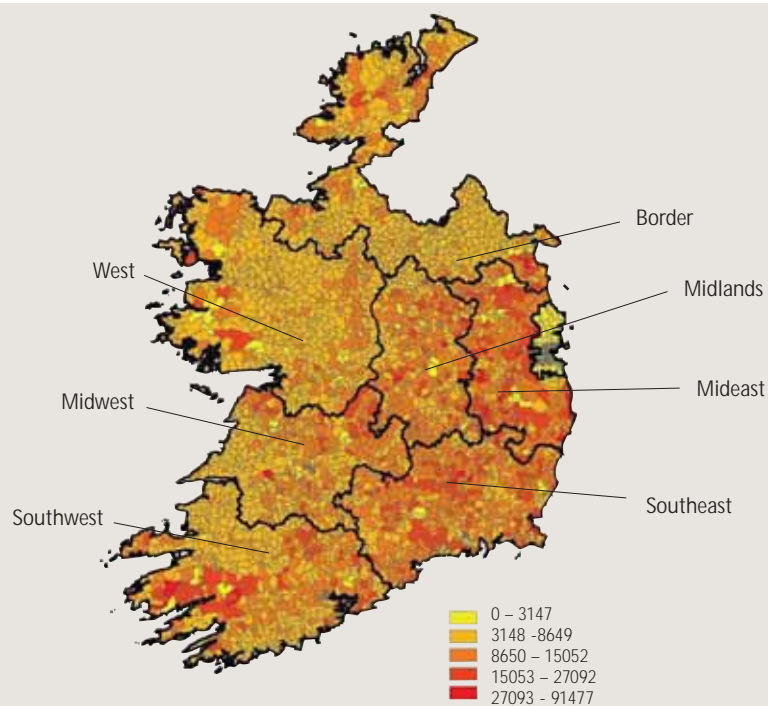 Border
West
Midlands
Mideast
Midwest
Southeast
Southwest
0 – 3147
3148 -8649
8650 – 15052
15053 – 27092
27093 - 91477